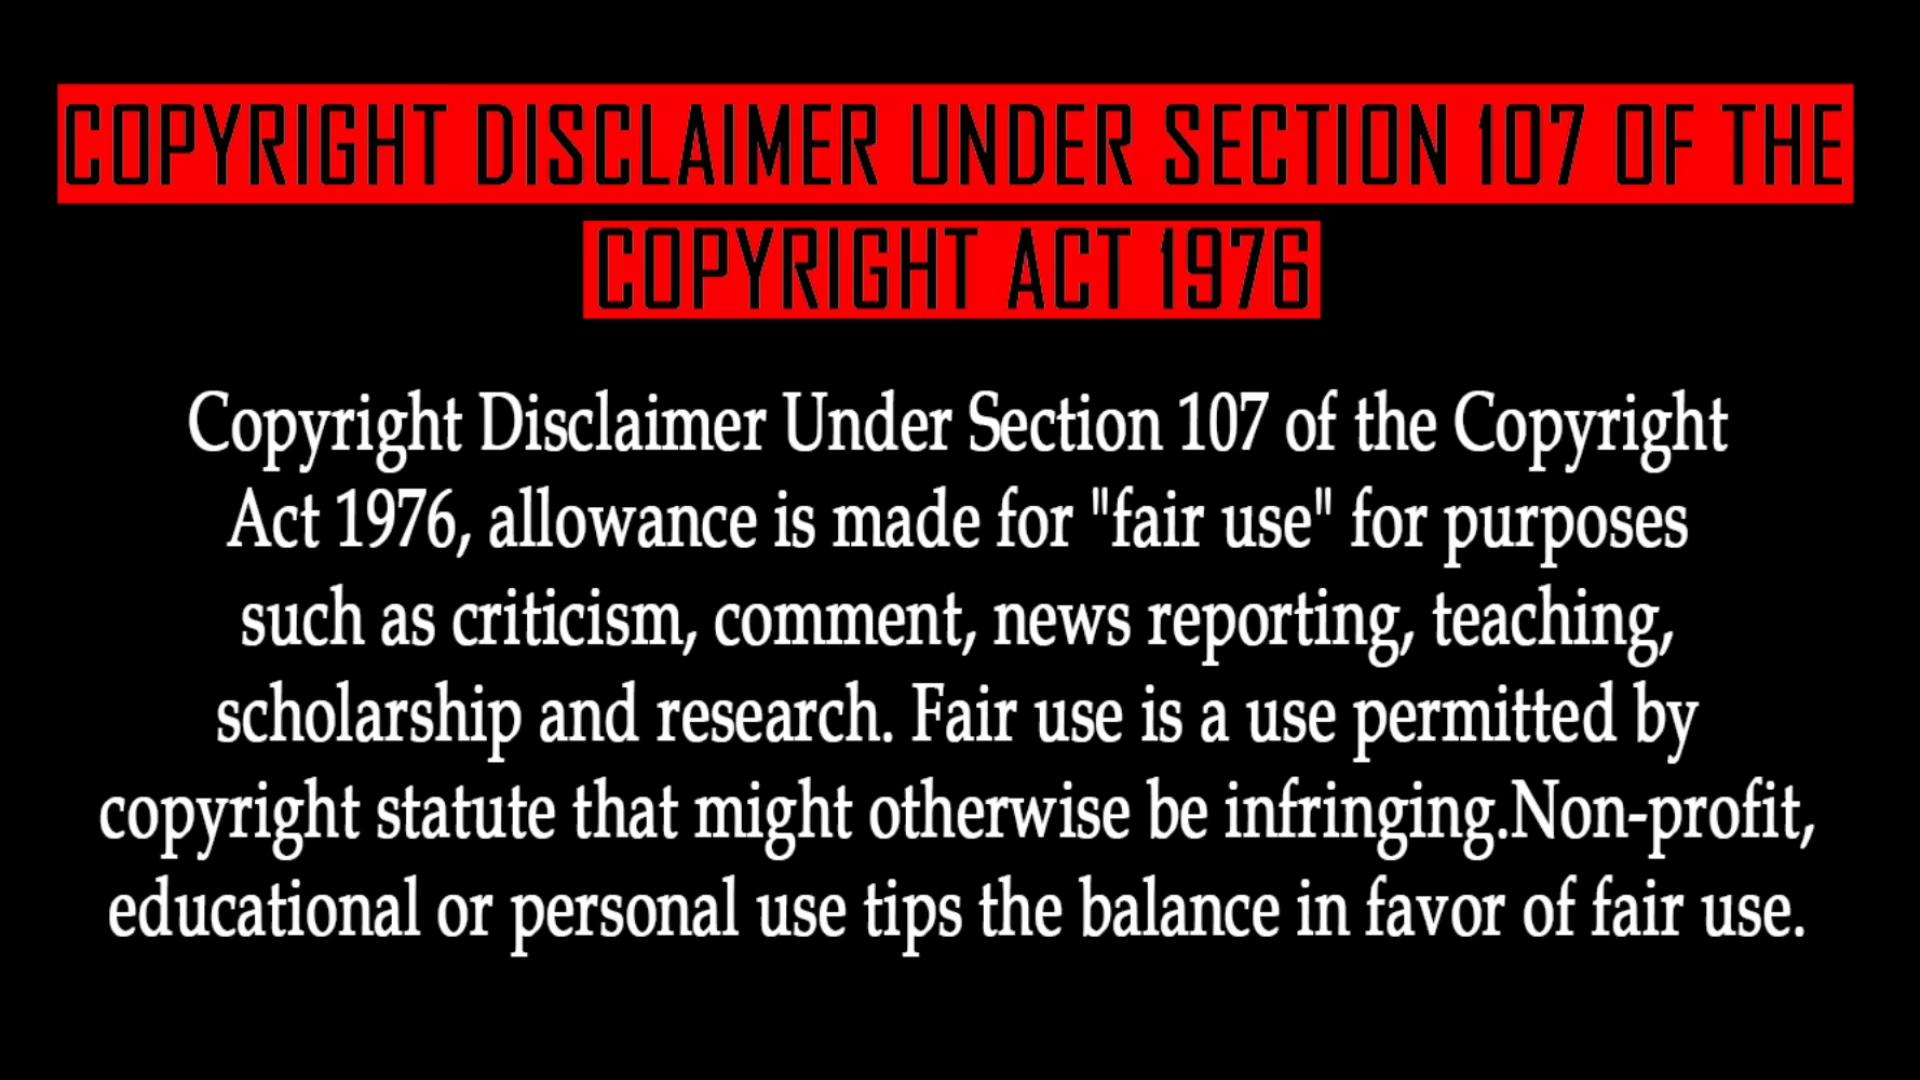 COPYRIGHT DISCLAIMER UNDER SECTION 107 OF THE
COPYRIGHT ACT 1976
Copyright Disclaimer Under Section 107 of the Copyright
Act 1976, allowance is made for "fair use" for purposes
such as criticism, comment, news reporting, teaching,
scholarship and research. Fair use is a use permitted by
copyright statute that might otherwise be infringing.Non-profit,
educational or personal use tips the balance in favor of fair use.